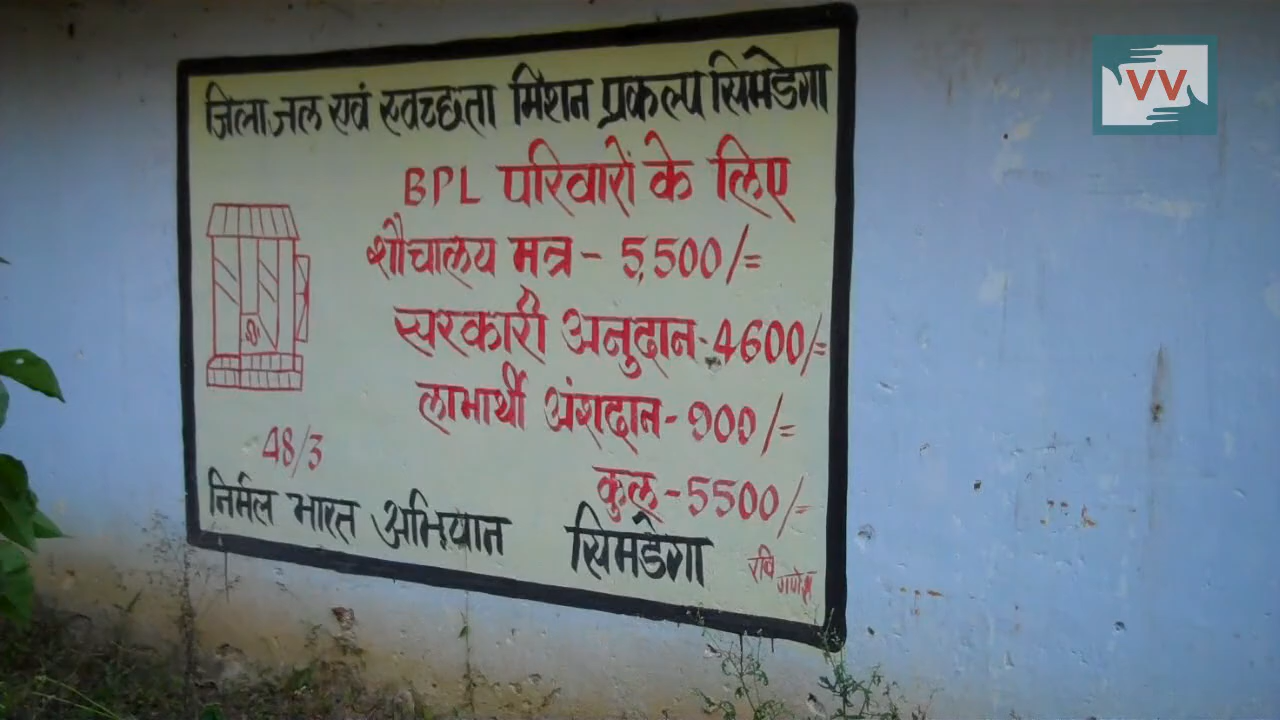 VV
जिला जल एवं स्वच्छता मिशन प्रकल्प सिमडेगा
BPL परिवारों के लिए
शौचालय मत्र - 5,500/=
सरकारी अनुदान - 4600/=
लाभार्थी अंशदान - 900/=
कुल - 5500/=
48/3
निर्मल भारत अभियान सिमडेगा
रवि
गणेश